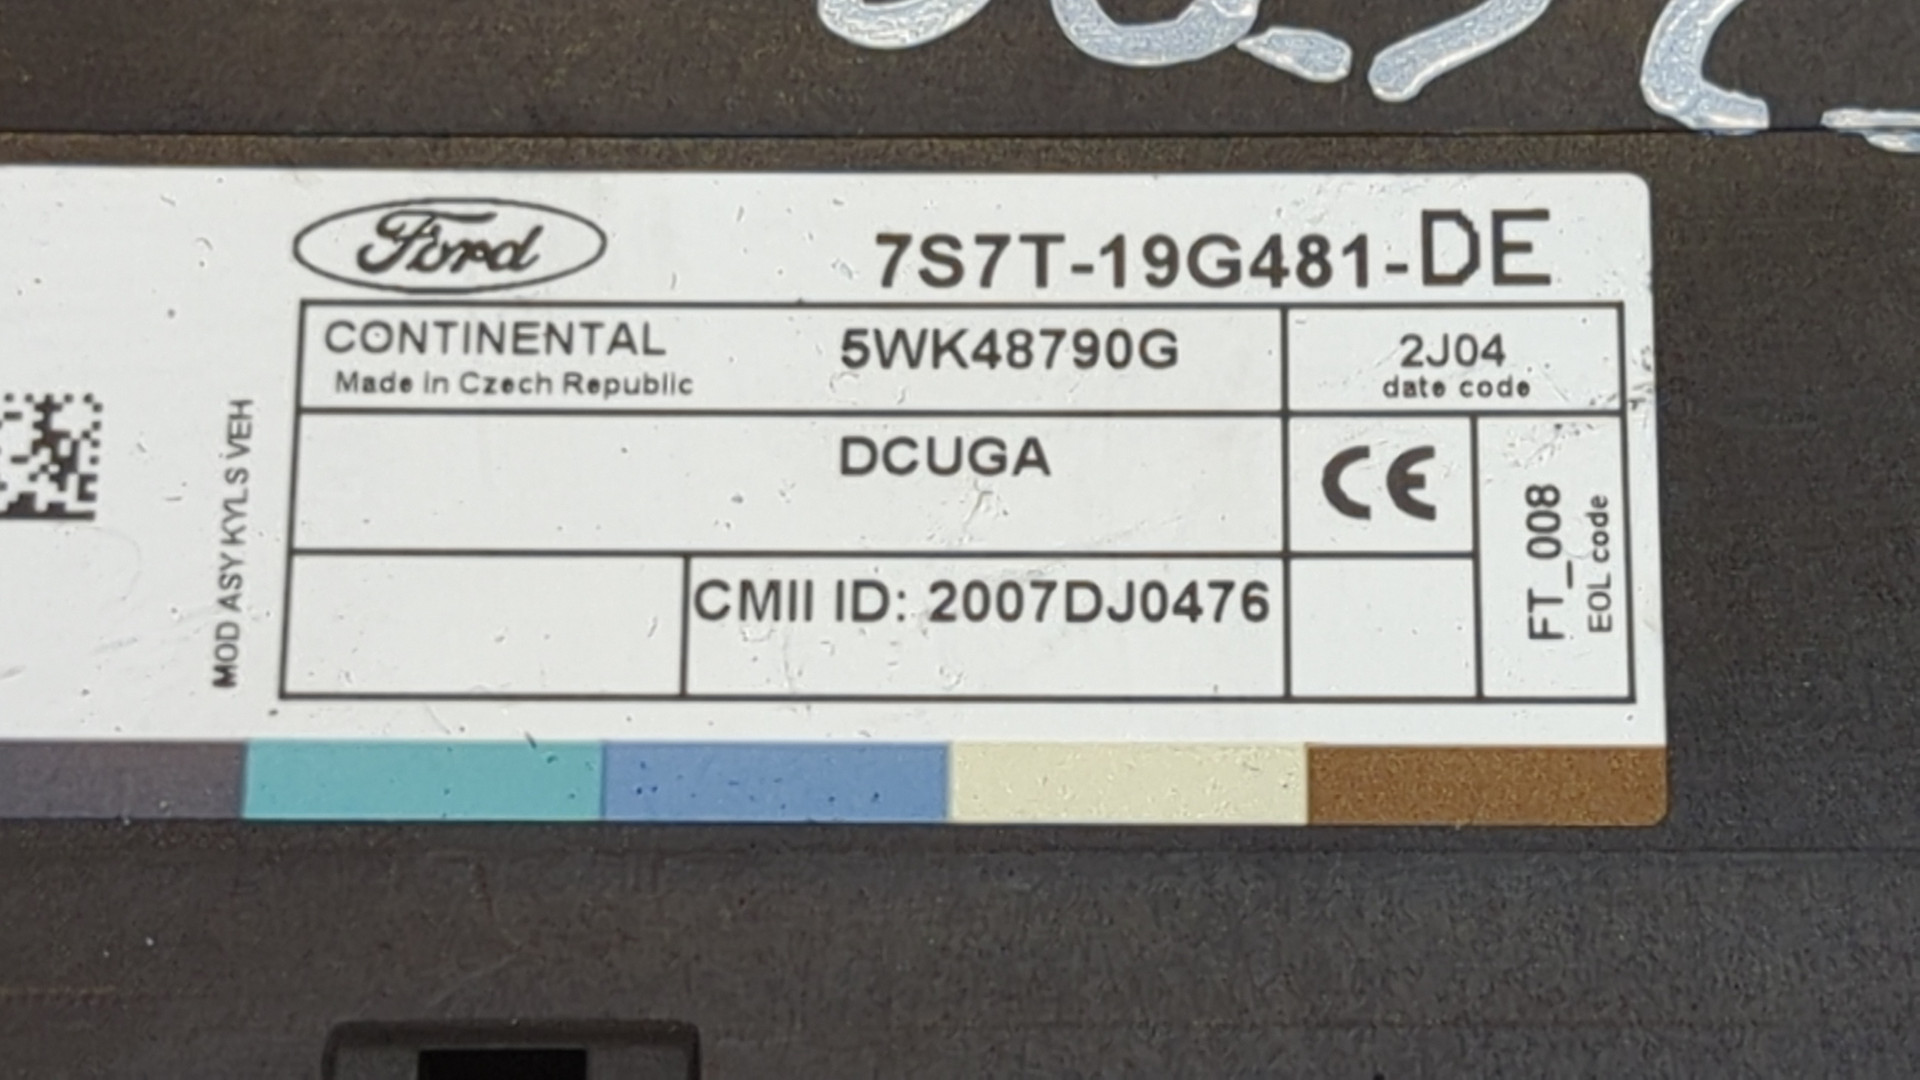 Ford
7S7T-19G481-DE
CONTINENTAL
Made in Czech Republic
5WK48790G
2J04
date code
DCUGA
CE
CMII ID: 2007DJ0476
FT_008
EOL code
MOD ASY KYLS VEH